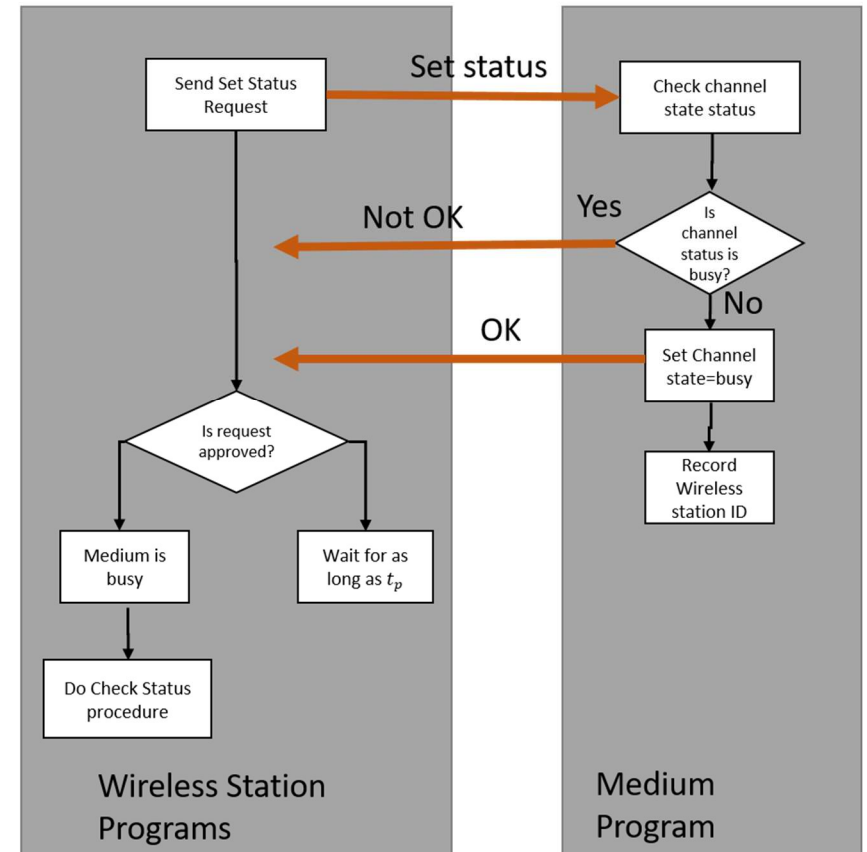 Send Set Status
Request
Set status
Check channel
state status
Not OK
Yes
Is
channel
status is
busy?
No
OK
Set Channel
state=busy
Is request
approved?
Record
Wireless
station ID
Medium is
busy
Wait for as
long as tₚ
Do Check Status
procedure
Wireless Station
Programs
Medium
Program